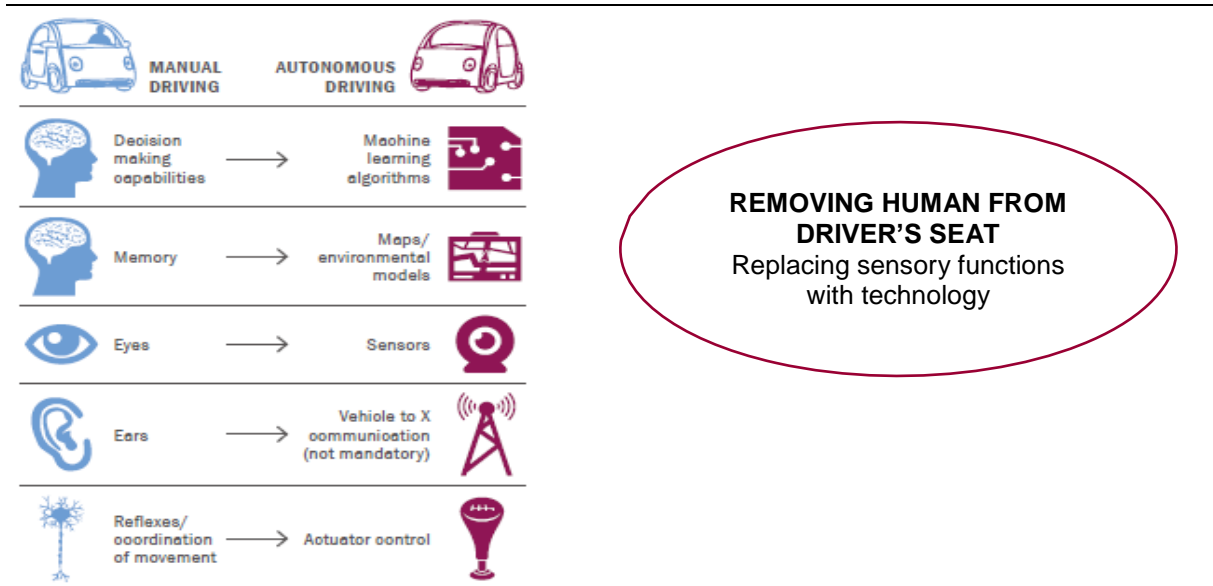 MANUAL
DRIVING
AUTONOMOUS
DRIVING
Decision
making
capabilities
Machine
learning
algorithms
Memory
Maps/
environmental
models
Eyes
Sensors
Ears
Vehicle to X
communication
(not mandatory)
Reflexes/
coordination
of movement
Actuator control
REMOVING HUMAN FROM
DRIVER’S SEAT
Replacing sensory functions
with technology